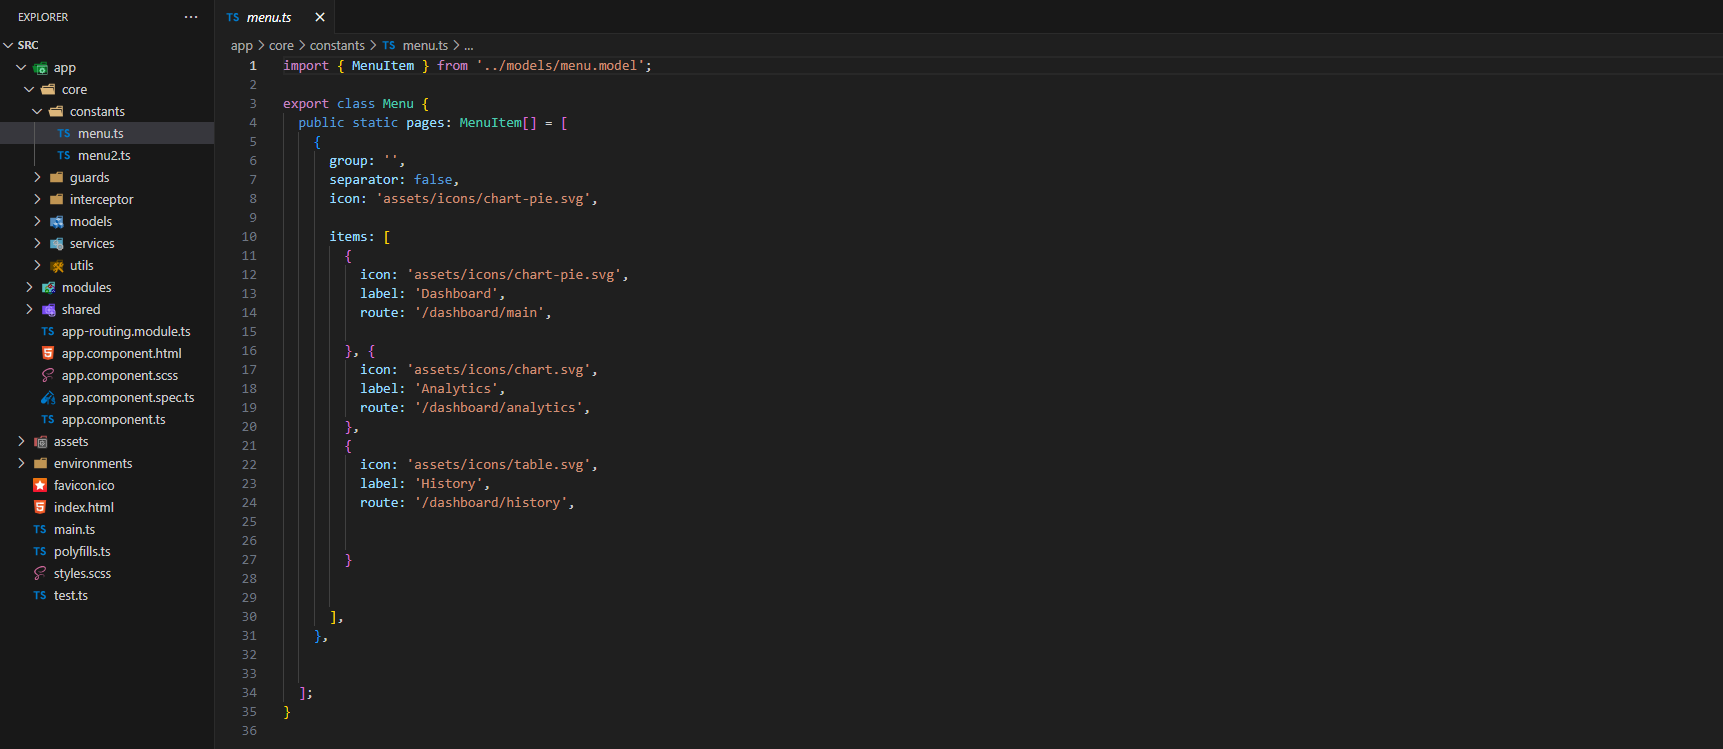 EXPLORER
SRC
app
core
constants
TS menu.ts
TS menu2.ts
guards
interceptor
models
services
utils
modules
shared
TS app-routing.module.ts
app.component.html
app.component.scss
app.component.spec.ts
TS app.component.ts
assets
environments
favicon.ico
index.html
TS main.ts
TS polyfills.ts
styles.scss
TS test.ts
TS menu.ts
app > core > constants > TS menu.ts > ...
1 import { MenuItem } from '../models/menu.model';
2
3 export class Menu {
4 public static pages: MenuItem[] = [
5 {
6 group: '',
7 separator: false,
8 icon: 'assets/icons/chart-pie.svg',
9
10 items: [
11 {
12 icon: 'assets/icons/chart-pie.svg',
13 label: 'Dashboard',
14 route: '/dashboard/main',
15
16 }, {
17 icon: 'assets/icons/chart.svg',
18 label: 'Analytics',
19 route: '/dashboard/analytics',
20 },
21 {
22 icon: 'assets/icons/table.svg',
23 label: 'History',
24 route: '/dashboard/history',
25
26
27 }
28
29
30 ],
31 },
32
33
34 ];
35 }
36